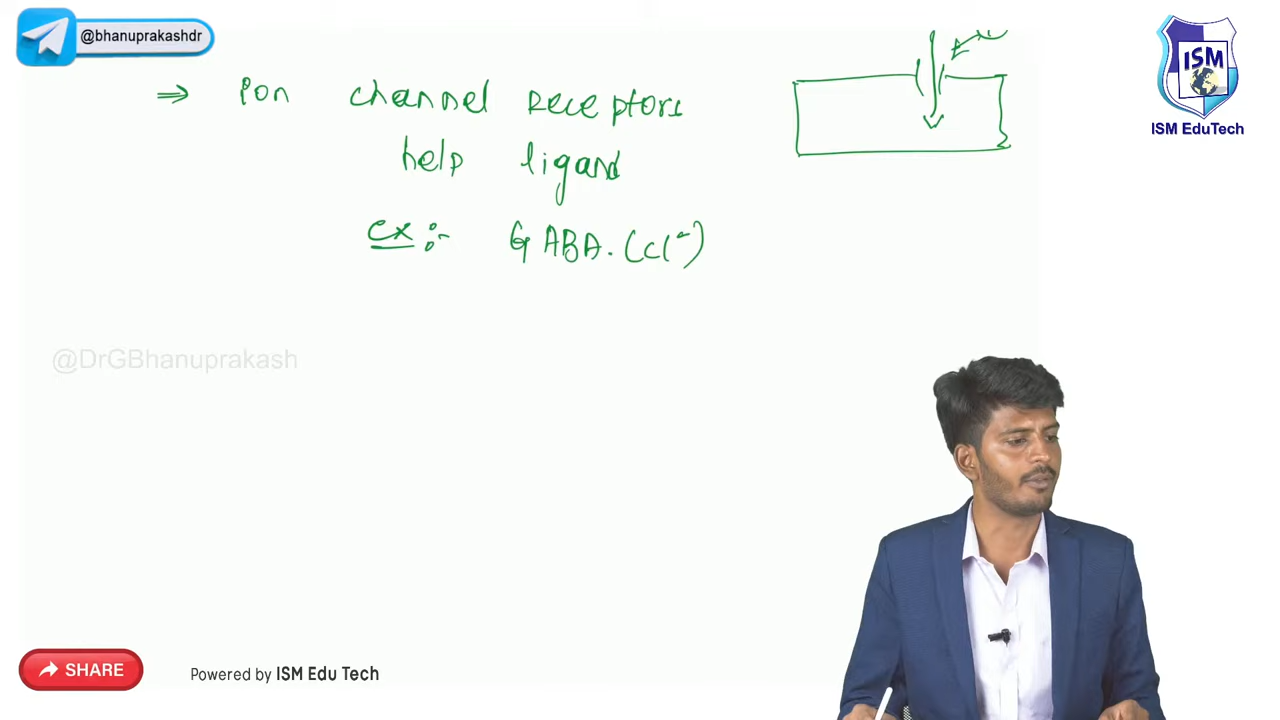 @bhanuprakashdr
ISM
ISM EduTech
⇒ Ion channel receptors
help ligand
ex :- GABA. (cl⁻)
@DrGBhanuprakash
SHARE
Powered by ISM Edu Tech